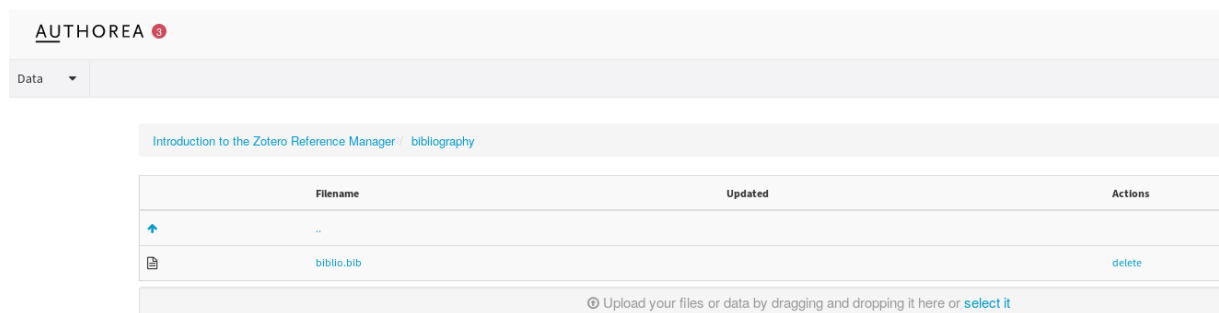 AUTHOREA 3
Data
Introduction to the Zotero Reference Manager / bibliography
Filename Updated Actions
..
biblio.bib delete
Upload your files or data by dragging and dropping it here or select it